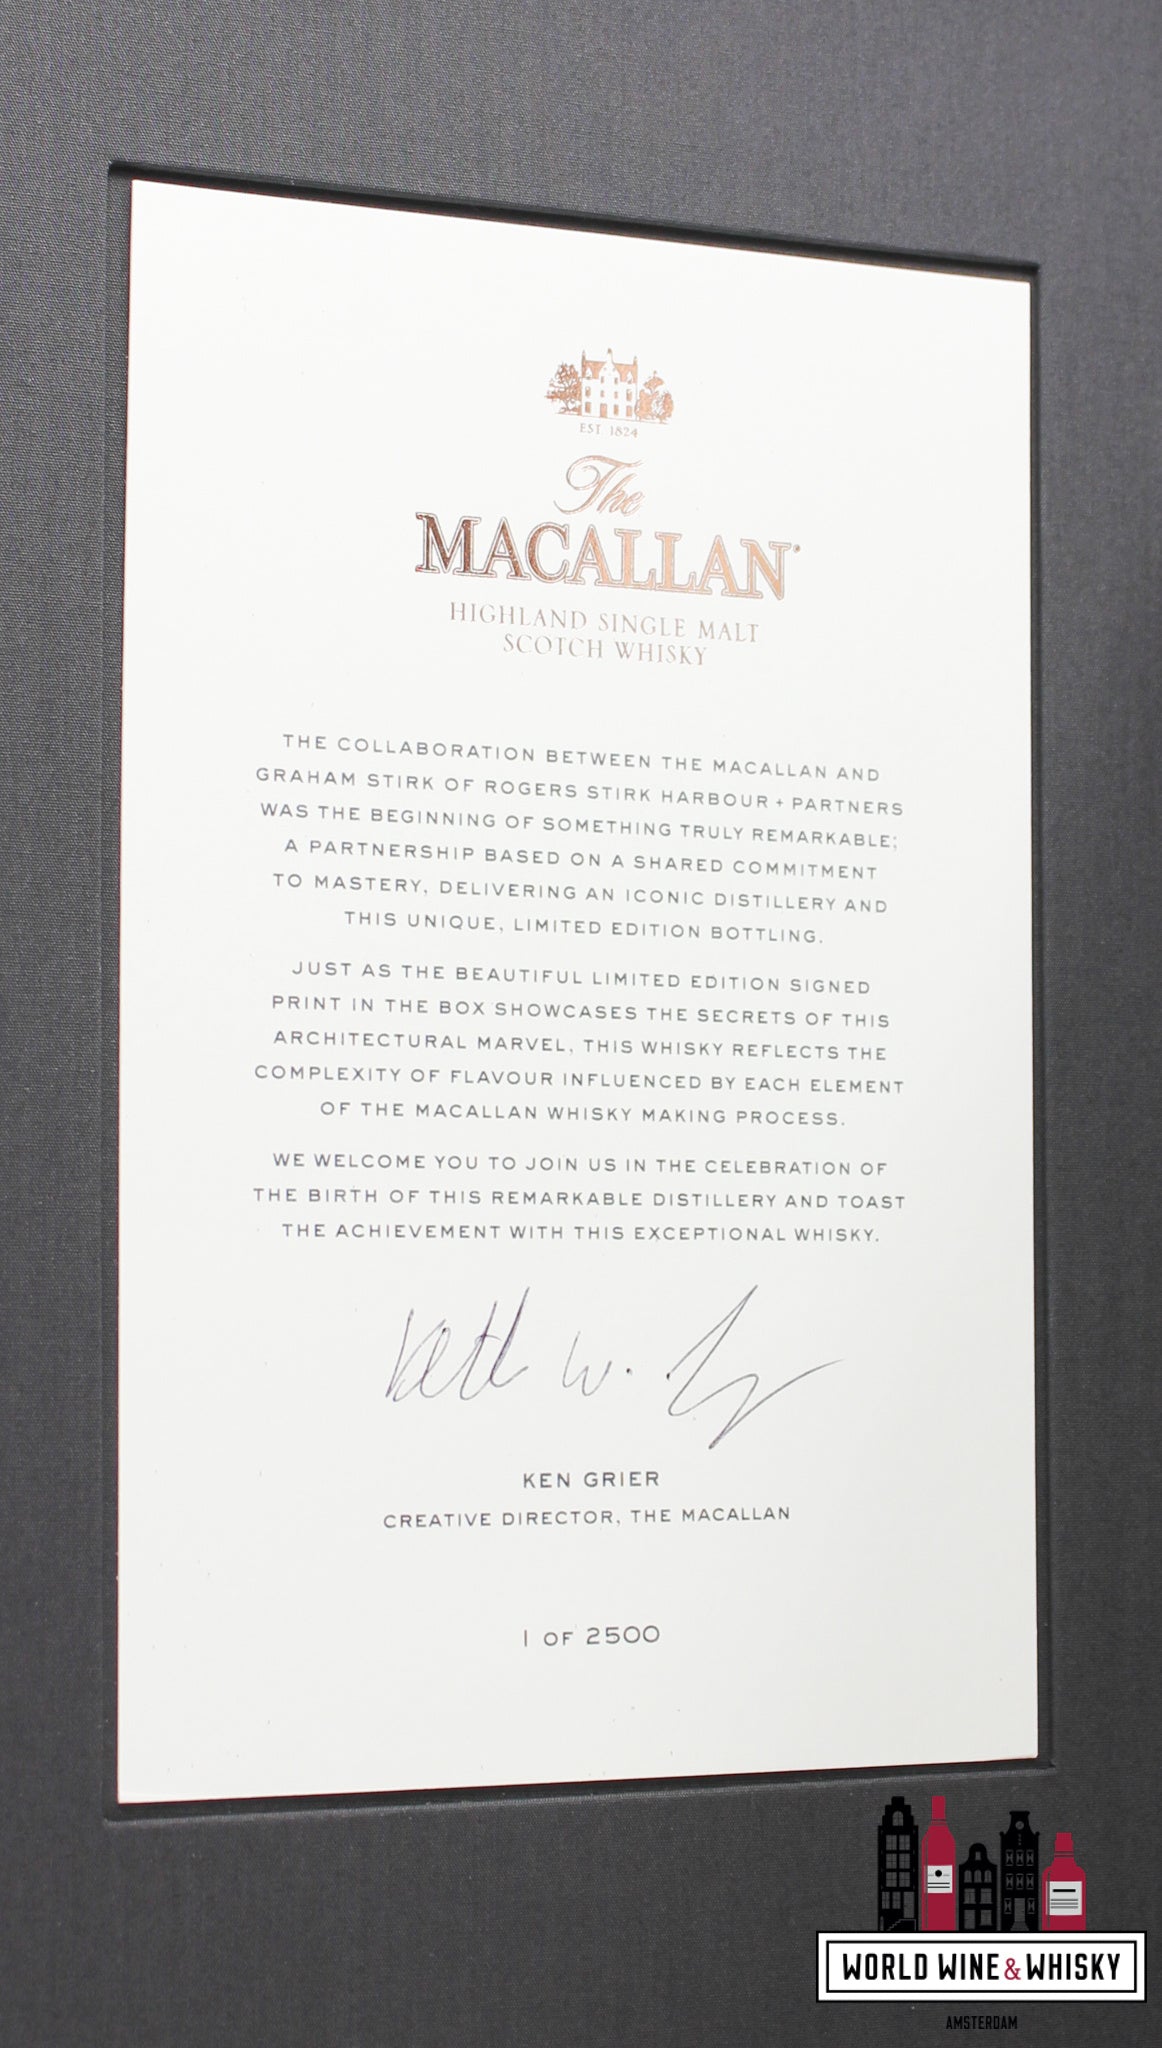 EST. 1824
The
MACALLAN
HIGHLAND SINGLE MALT
SCOTCH WHISKY
THE COLLABORATION BETWEEN THE MACALLAN AND
GRAHAM STIRK OF ROGERS STIRK HARBOUR + PARTNERS
WAS THE BEGINNING OF SOMETHING TRULY REMARKABLE;
A PARTNERSHIP BASED ON A SHARED COMMITMENT
TO MASTERY, DELIVERING AN ICONIC DISTILLERY AND
THIS UNIQUE, LIMITED EDITION BOTTLING.
JUST AS THE BEAUTIFUL LIMITED EDITION SIGNED
PRINT IN THE BOX SHOWCASES THE SECRETS OF THIS
ARCHITECTURAL MARVEL, THIS WHISKY REFLECTS THE
COMPLEXITY OF FLAVOUR INFLUENCED BY EACH ELEMENT
OF THE MACALLAN WHISKY MAKING PROCESS.
WE WELCOME YOU TO JOIN US IN THE CELEBRATION OF
THE BIRTH OF THIS REMARKABLE DISTILLERY AND TOAST
THE ACHIEVEMENT WITH THIS EXCEPTIONAL WHISKY.
KEN GRIER
CREATIVE DIRECTOR, THE MACALLAN
1 OF 2500
WORLD WINE & WHISKY
AMSTERDAM